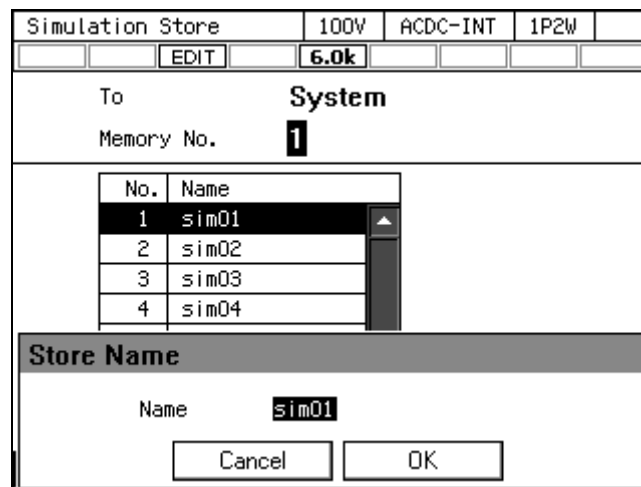 Simulation Store 100V ACDC-INT 1P2W
EDIT 6.0k
To System
Memory No. 1
No. Name
1 sim01
2 sim02
3 sim03
4 sim04
Store Name
Name sim01
Cancel OK